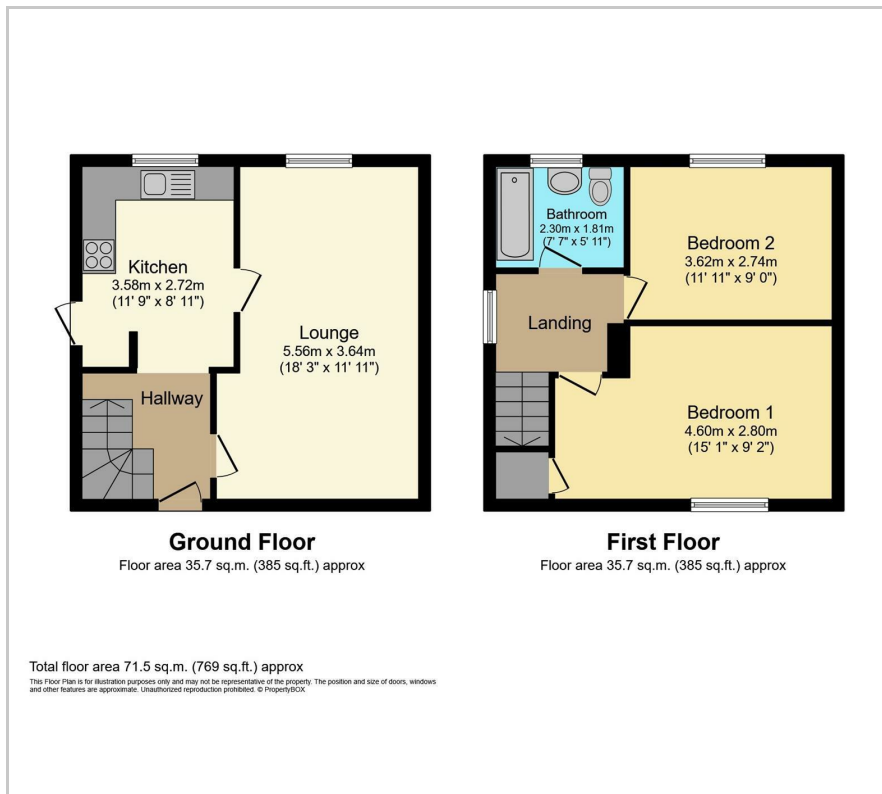 Kitchen
3.58m x 2.72m
(11' 9" x 8' 11")
Lounge
5.56m x 3.64m
(18' 3" x 11' 11")
Hallway
Ground Floor
Floor area 35.7 sq.m. (385 sq.ft.) approx
Bathroom
2.30m x 1.81m
(7' 7" x 5' 11")
Bedroom 2
3.62m x 2.74m
(11' 11" x 9' 0")
Landing
Bedroom 1
4.60m x 2.80m
(15' 1" x 9' 2")
First Floor
Floor area 35.7 sq.m. (385 sq.ft.) approx
Total floor area 71.5 sq.m. (769 sq.ft.) approx
This Floor Plan is for illustration purposes only and may not be representative of the property. The position and size of doors, windows
and other features are approximate. Unauthorized reproduction prohibited. © PropertyBOX